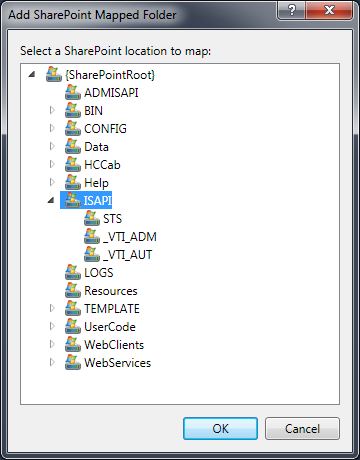 Add SharePoint Mapped Folder
Select a SharePoint location to map:
{SharePointRoot}
ADMISAPI
BIN
CONFIG
Data
HCCab
Help
ISAPI
STS
_VTI_ADM
_VTI_AUT
LOGS
Resources
TEMPLATE
UserCode
WebClients
WebServices
OK Cancel